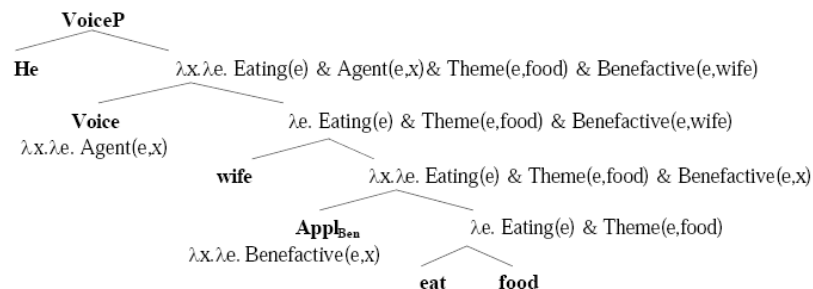 VoiceP
He λx.λe. Eating(e) & Agent(e,x)& Theme(e,food) & Benefactive(e,wife)
Voice λe. Eating(e) & Theme(e,food) & Benefactive(e,wife)
λx.λe. Agent(e,x)
wife λx.λe. Eating(e) & Theme(e,food) & Benefactive(e,x)
Appl_Ben λe. Eating(e) & Theme(e,food)
λx.λe. Benefactive(e,x)
eat food